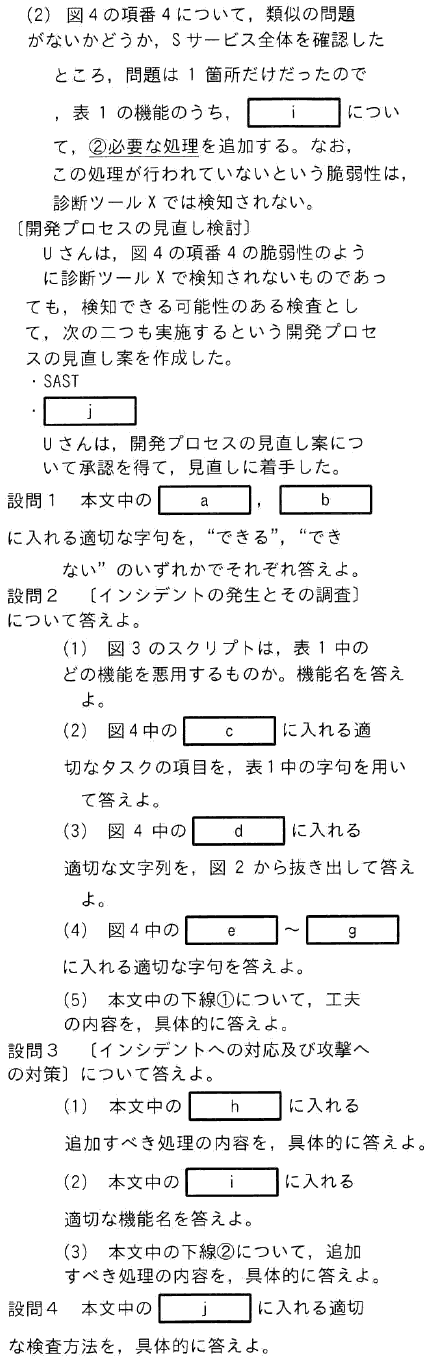 (2) 図4の項番4について，類似の問題
がないかどうか，Sサービス全体を確認した
ところ，問題は1箇所だけだったので
，表1の機能のうち， i につい
て，②必要な処理を追加する。なお，
この処理が行われていないという脆弱性は，
診断ツールXでは検知されない。
〔開発プロセスの見直し検討〕
Uさんは，図4の項番4の脆弱性のよう
に診断ツールXで検知されないものであっ
ても，検知できる可能性のある検査とし
て，次の二つも実施するという開発プロセ
スの見直し案を作成した。
・SAST
・ j
Uさんは，開発プロセスの見直し案につ
いて承認を得て，見直しに着手した。
設問1 本文中の a ， b
に入れる適切な字句を，“できる”，“でき
ない”のいずれかでそれぞれ答えよ。
設問2 〔インシデントの発生とその調査〕
について答えよ。
(1) 図3のスクリプトは，表1中の
どの機能を悪用するものか。機能名を答え
よ。
(2) 図4中の c に入れる適
切なタスクの項目を，表1中の字句を用い
て答えよ。
(3) 図4中の d に入れる
適切な文字列を，図2から抜き出して答え
よ。
(4) 図4中の e ～ g
に入れる適切な字句を答えよ。
(5) 本文中の下線①について，工夫
の内容を，具体的に答えよ。
設問3 〔インシデントへの対応及び攻撃へ
の対策〕について答えよ。
(1) 本文中の h に入れる
追加すべき処理の内容を，具体的に答えよ。
(2) 本文中の i に入れる
適切な機能名を答えよ。
(3) 本文中の下線②について，追加
すべき処理の内容を，具体的に答えよ。
設問4 本文中の j に入れる適切
な検査方法を，具体的に答えよ。